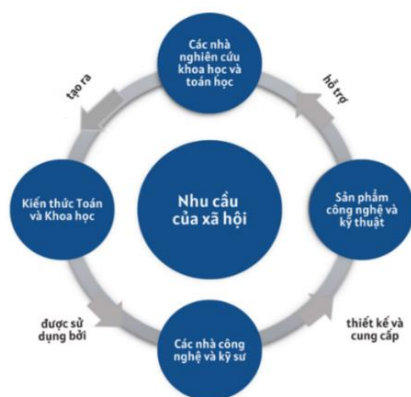 Các nhà
nghiên cứu
khoa học và
toán học
tạo ra
hỗ trợ
Kiến thức Toán
và Khoa học
Nhu cầu
của xã hội
Sản phẩm
công nghệ và
kỹ thuật
được sử
dụng bởi
Các nhà công
nghệ và kỹ sư
thiết kế và
cung cấp